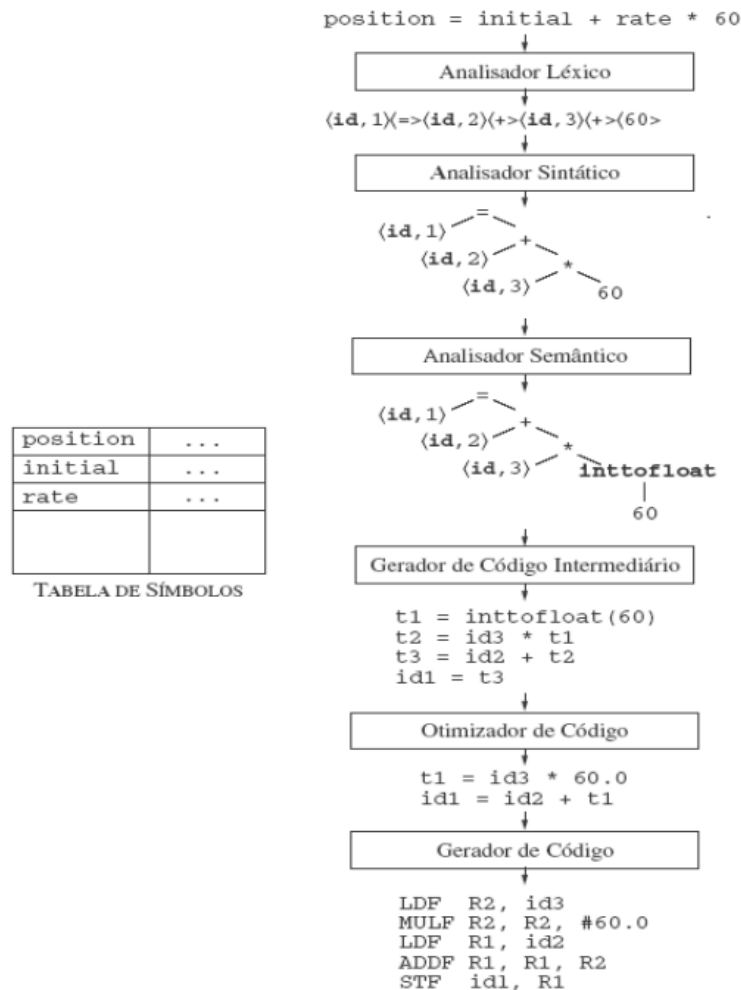 position = initial + rate * 60
Analisador Léxico
⟨id,1⟩⟨=>⟨id,2⟩⟨+>⟨id,3⟩⟨+>⟨60>
Analisador Sintático
=
⟨id,1⟩
+
⟨id,2⟩
*
⟨id,3⟩
60
Analisador Semântico
=
⟨id,1⟩
+
⟨id,2⟩
*
⟨id,3⟩ inttofloat
60
position ...
initial ...
rate ...
TABELA DE SÍMBOLOS
Gerador de Código Intermediário
t1 = inttofloat(60)
t2 = id3 * t1
t3 = id2 + t2
id1 = t3
Otimizador de Código
t1 = id3 * 60.0
id1 = id2 + t1
Gerador de Código
LDF R2, id3
MULF R2, R2, #60.0
LDF R1, id2
ADDF R1, R1, R2
STF idl, R1